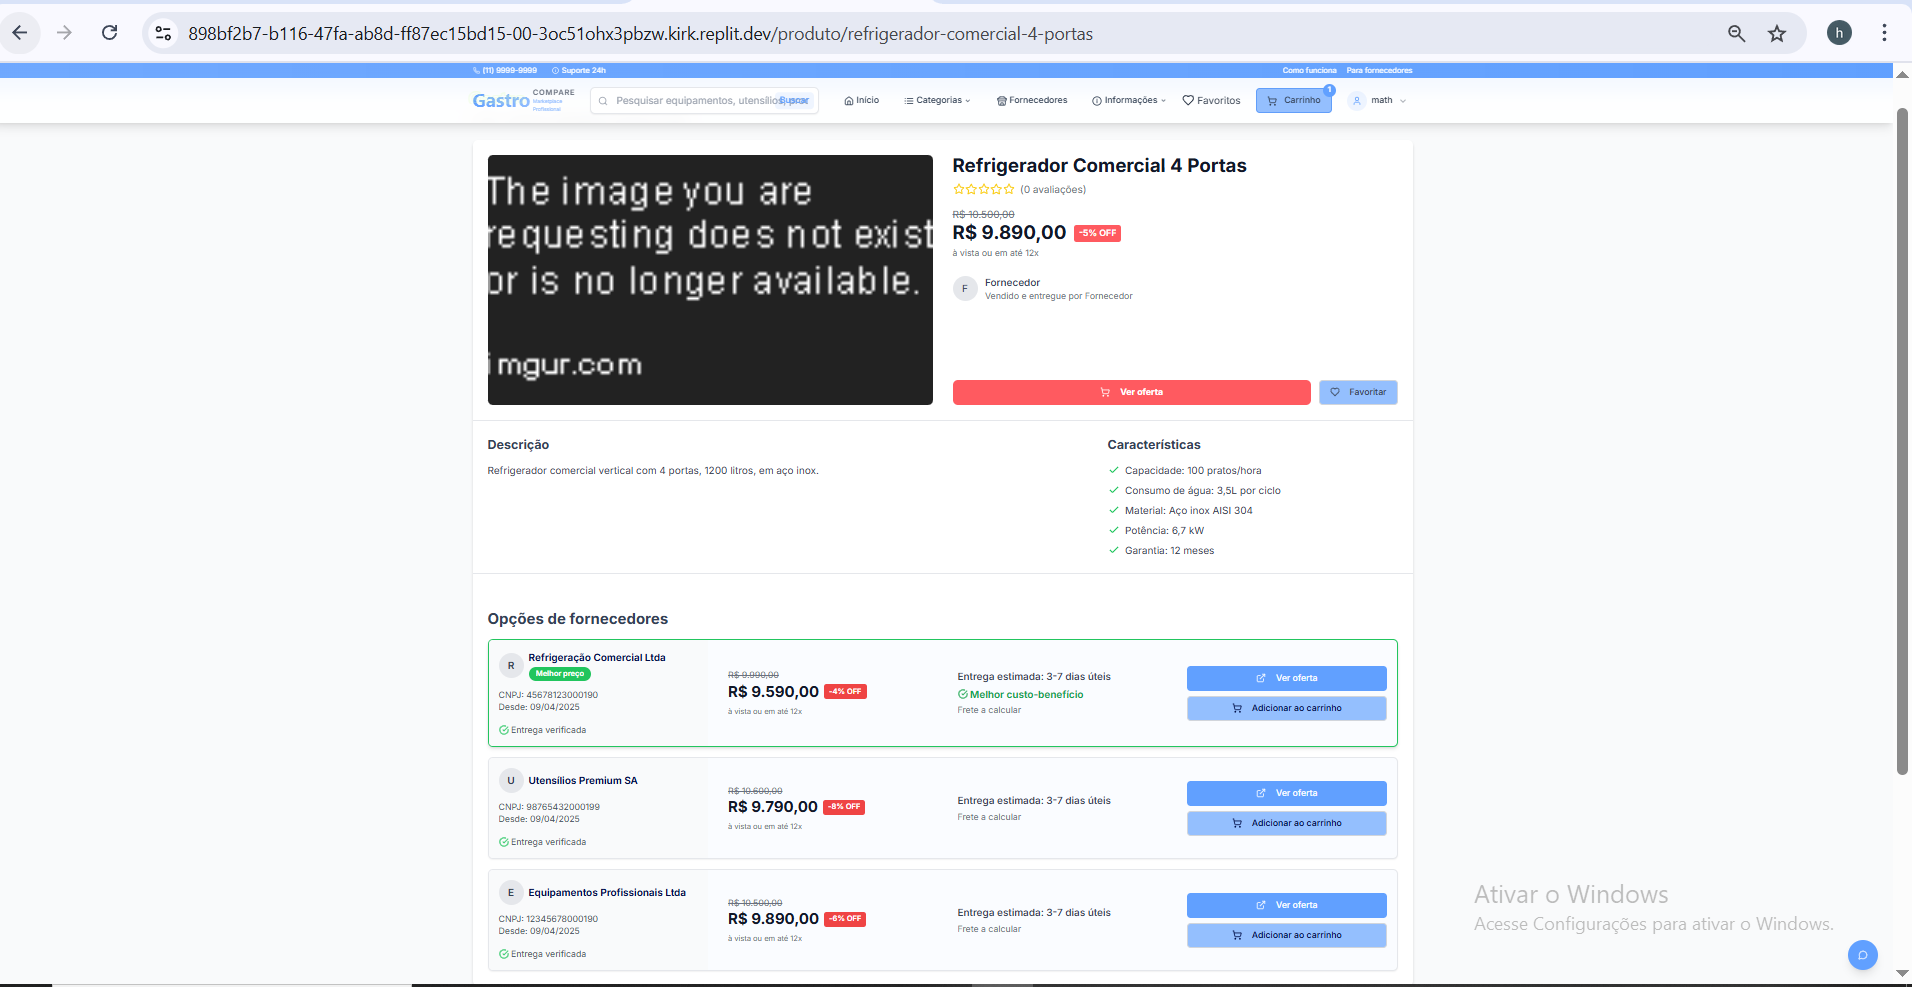 898bf2b7-b116-47fa-ab8d-ff87ec15bd15-00-3oc51ohx3pbzw.kirk.replit.dev/produto/refrigerador-comercial-4-portas
h
(11) 9999-9999 Suporte 24h Como funciona Para fornecedores
Gastro COMPARE Marketplace Profissional
Pesquisar equipamentos, utensílios, Buscar
Início Categorias Fornecedores Informações Favoritos Carrinho 1 math
The image you are
requesting does not exist
or is no longer available.
imgur.com
Refrigerador Comercial 4 Portas
(0 avaliações)
R$ 10.500,00
R$ 9.890,00 -5% OFF
à vista ou em até 12x
F Fornecedor
Vendido e entregue por Fornecedor
Ver oferta Favoritar
Descrição
Refrigerador comercial vertical com 4 portas, 1200 litros, em aço inox.
Características
Capacidade: 100 pratos/hora
Consumo de água: 3,5L por ciclo
Material: Aço inox AISI 304
Potência: 6,7 kW
Garantia: 12 meses
Opções de fornecedores
R Refrigeração Comercial Ltda
Melhor preço
CNPJ: 45678123000190
Desde: 09/04/2025
Entrega verificada
R$ 9.990,00
R$ 9.590,00 -4% OFF
à vista ou em até 12x
Entrega estimada: 3-7 dias úteis
Melhor custo-benefício
Frete a calcular
Ver oferta
Adicionar ao carrinho
U Utensílios Premium SA
CNPJ: 98765432000199
Desde: 09/04/2025
Entrega verificada
R$ 10.600,00
R$ 9.790,00 -8% OFF
à vista ou em até 12x
Entrega estimada: 3-7 dias úteis
Frete a calcular
Ver oferta
Adicionar ao carrinho
E Equipamentos Profissionais Ltda
CNPJ: 12345678000190
Desde: 09/04/2025
Entrega verificada
R$ 10.500,00
R$ 9.890,00 -6% OFF
à vista ou em até 12x
Entrega estimada: 3-7 dias úteis
Frete a calcular
Ver oferta
Adicionar ao carrinho
Ativar o Windows
Acesse Configurações para ativar o Windows.